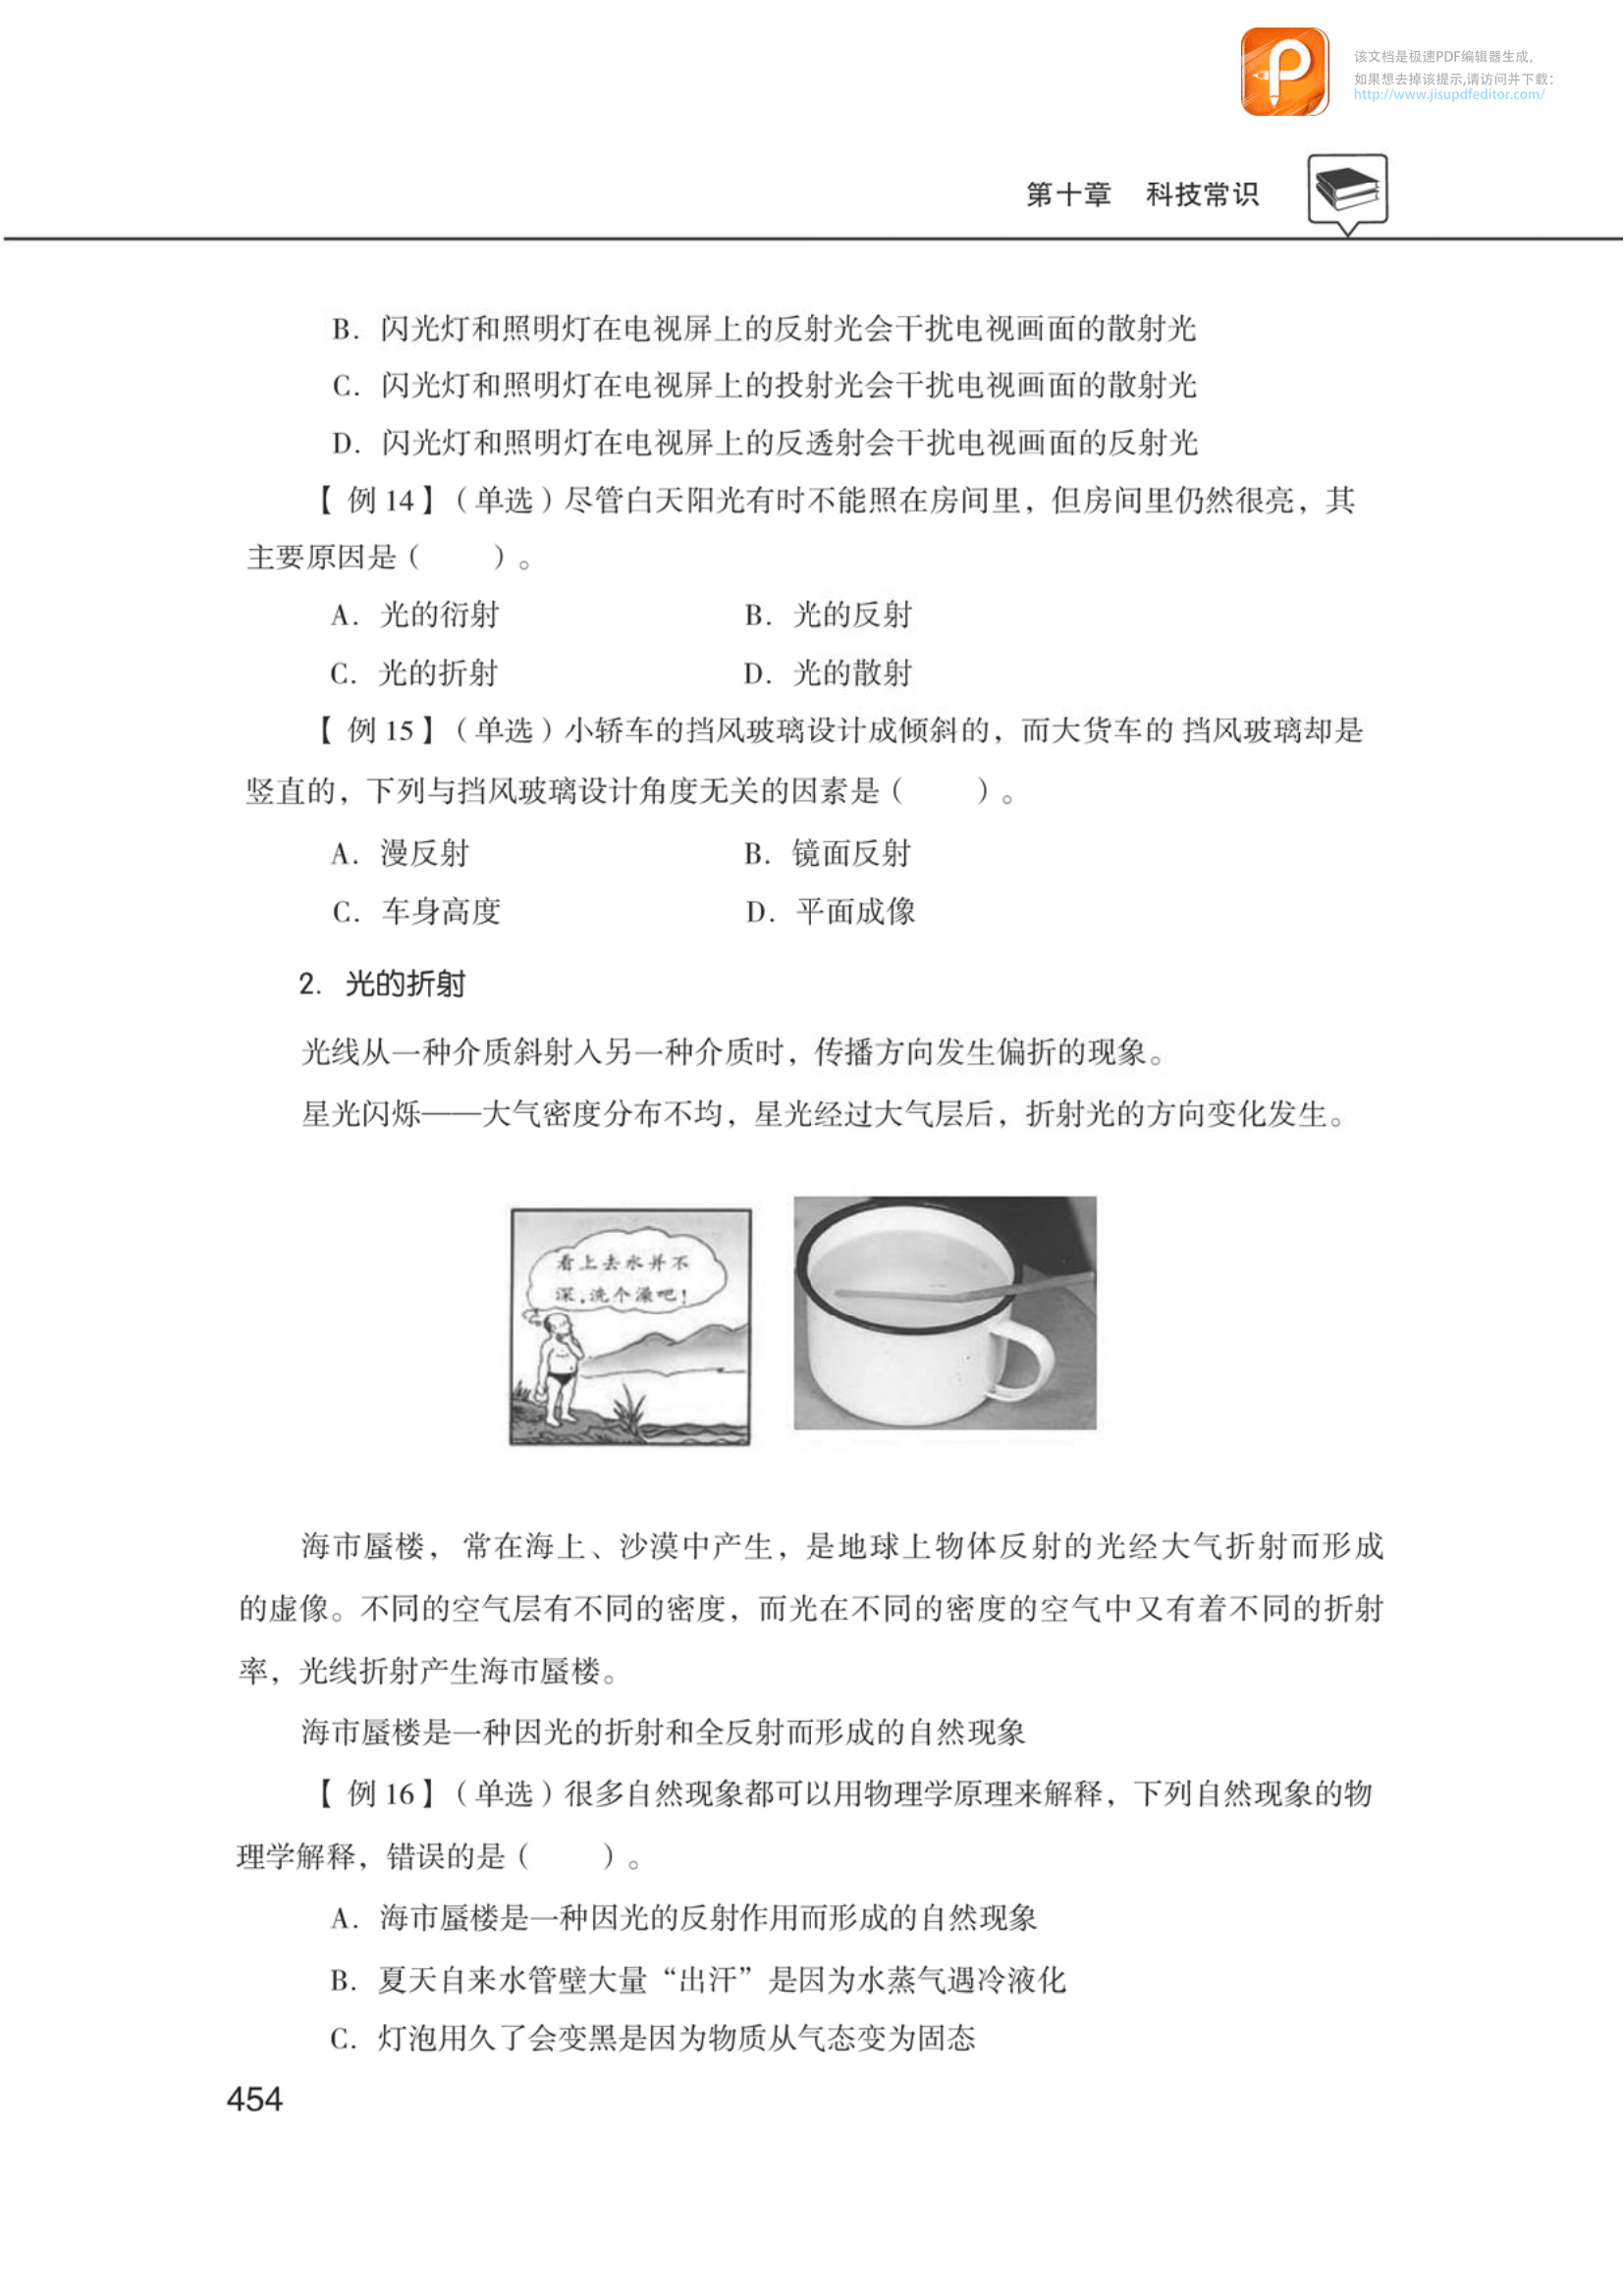 该文档是极速PDF编辑器生成,
如果想去掉该提示,请访问并下载:
http://www.jisupdfeditor.com/
第十章 科技常识
B. 闪光灯和照明灯在电视屏上的反射光会干扰电视画面的散射光
C. 闪光灯和照明灯在电视屏上的投射光会干扰电视画面的散射光
D. 闪光灯和照明灯在电视屏上的反透射会干扰电视画面的反射光
【 例 14 】（单选）尽管白天阳光有时不能照在房间里，但房间里仍然很亮，其
主要原因是（ ）。
A. 光的衍射 B. 光的反射
C. 光的折射 D. 光的散射
【 例 15 】（单选）小轿车的挡风玻璃设计成倾斜的，而大货车的 挡风玻璃却是
竖直的，下列与挡风玻璃设计角度无关的因素是（ ）。
A. 漫反射 B. 镜面反射
C. 车身高度 D. 平面成像
2. 光的折射
光线从一种介质斜射入另一种介质时，传播方向发生偏折的现象。
星光闪烁——大气密度分布不均，星光经过大气层后，折射光的方向变化发生。
看上去水并不
深，洗个澡吧！
海市蜃楼，常在海上、沙漠中产生，是地球上物体反射的光经大气折射而形成
的虚像。不同的空气层有不同的密度，而光在不同的密度的空气中又有着不同的折射
率，光线折射产生海市蜃楼。
海市蜃楼是一种因光的折射和全反射而形成的自然现象
【 例 16 】（单选）很多自然现象都可以用物理学原理来解释，下列自然现象的物
理学解释，错误的是（ ）。
A. 海市蜃楼是一种因光的反射作用而形成的自然现象
B. 夏天自来水管壁大量“出汗”是因为水蒸气遇冷液化
C. 灯泡用久了会变黑是因为物质从气态变为固态
454